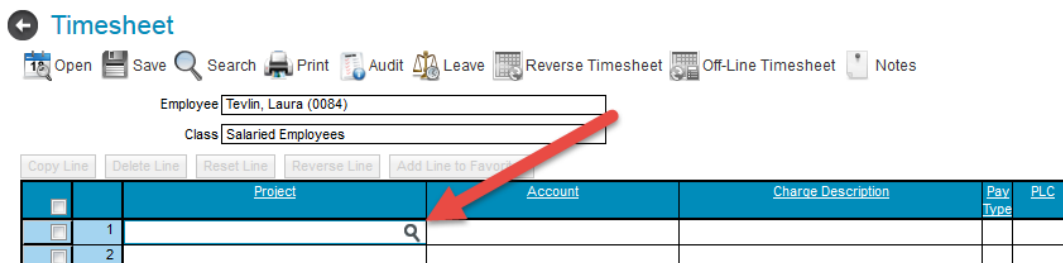 Timesheet
18 Open Save Search Print Audit Leave Reverse Timesheet Off-Line Timesheet Notes
Employee Tevlin, Laura (0084)
Class Salaried Employees
Copy Line Delete Line Reset Line Reverse Line Add Line to
Project Account Charge Description Pay Type PLC
1
2